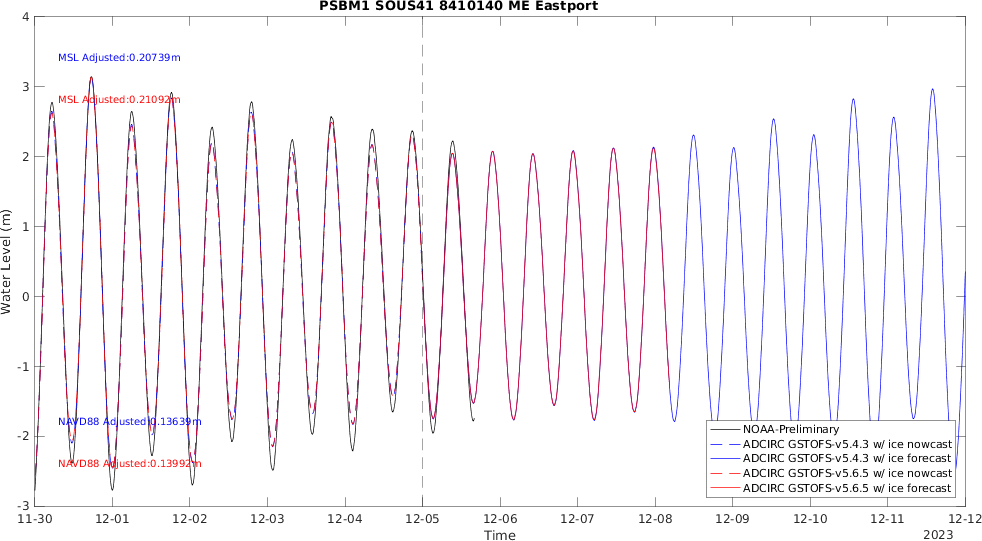 PSBM1 SOUS41 8410140 ME Eastport
4
3
2
1
0
-1
-2
-3
Water Level (m)
MSL Adjusted:0.20739m
MSL Adjusted:0.21092m
NAVD88 Adjusted:0.13639m
NAVD88 Adjusted:0.13992m
NOAA-Preliminary
ADCIRC GSTOFS-v5.4.3 w/ ice nowcast
ADCIRC GSTOFS-v5.4.3 w/ ice forecast
ADCIRC GSTOFS-v5.6.5 w/ ice nowcast
ADCIRC GSTOFS-v5.6.5 w/ ice forecast
11-30 12-01 12-02 12-03 12-04 12-05 12-06 12-07 12-08 12-09 12-10 12-11 12-12
Time
2023